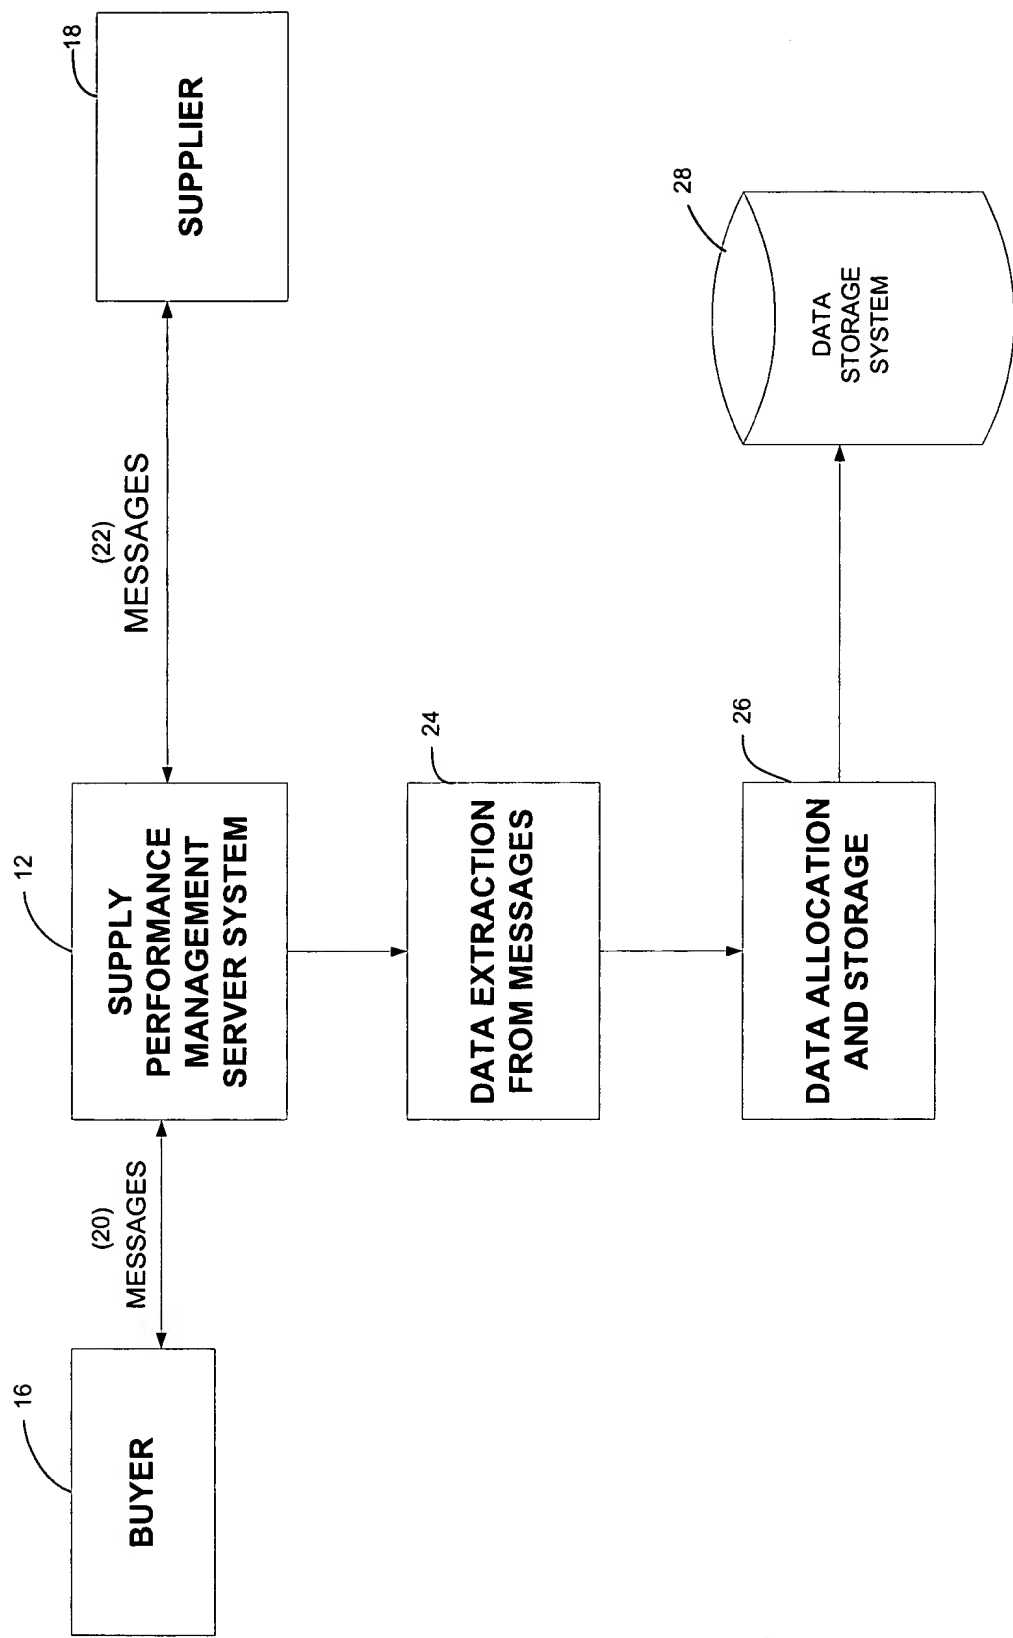 16
BUYER
(20)
MESSAGES
12
SUPPLY
PERFORMANCE
MANAGEMENT
SERVER SYSTEM
(22)
MESSAGES
18
SUPPLIER
24
DATA EXTRACTION
FROM MESSAGES
26
DATA ALLOCATION
AND STORAGE
28
DATA
STORAGE
SYSTEM